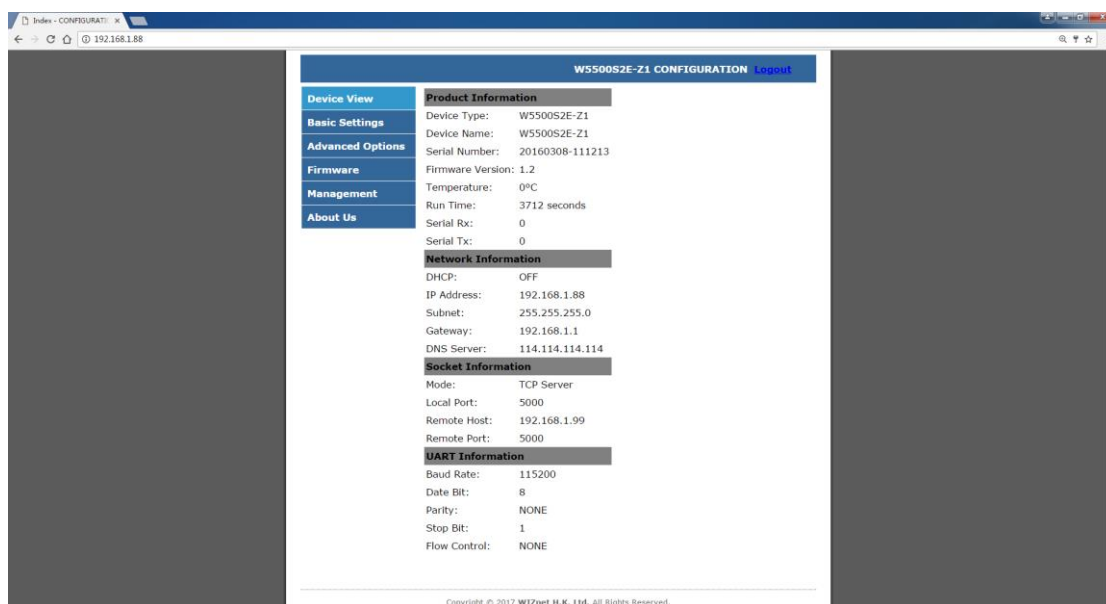 Index - CONFIGURATI
192.168.1.88
W5500S2E-Z1 CONFIGURATION Logout
Device View
Basic Settings
Advanced Options
Firmware
Management
About Us
Product Information
Device Type: W5500S2E-Z1
Device Name: W5500S2E-Z1
Serial Number: 20160308-111213
Firmware Version: 1.2
Temperature: 0°C
Run Time: 3712 seconds
Serial Rx: 0
Serial Tx: 0
Network Information
DHCP: OFF
IP Address: 192.168.1.88
Subnet: 255.255.255.0
Gateway: 192.168.1.1
DNS Server: 114.114.114.114
Socket Information
Mode: TCP Server
Local Port: 5000
Remote Host: 192.168.1.99
Remote Port: 5000
UART Information
Baud Rate: 115200
Date Bit: 8
Parity: NONE
Stop Bit: 1
Flow Control: NONE
Copyright © 2017 WIZnet H.K. Ltd. All Rights Reserved.